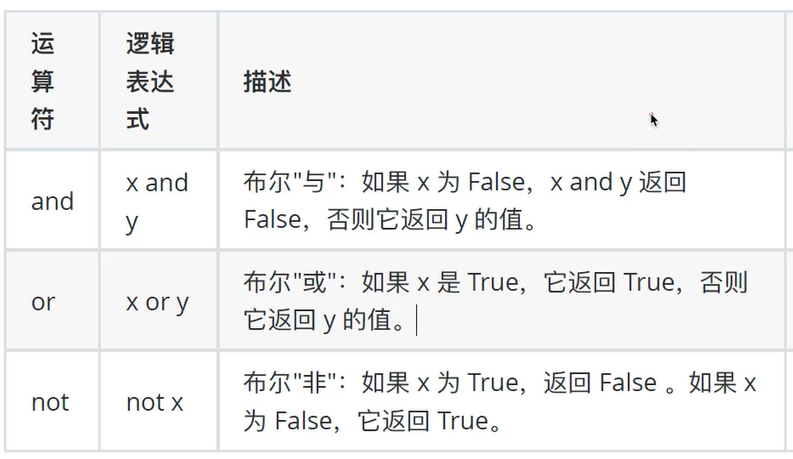 运
算
符
逻辑
表达
式
描述
and
x and
y
布尔"与"：如果 x 为 False，x and y 返回
False，否则它返回 y 的值。
or
x or y
布尔"或"：如果 x 是 True，它返回 True，否则
它返回 y 的值。
not
not x
布尔"非"：如果 x 为 True，返回 False 。如果 x
为 False，它返回 True。